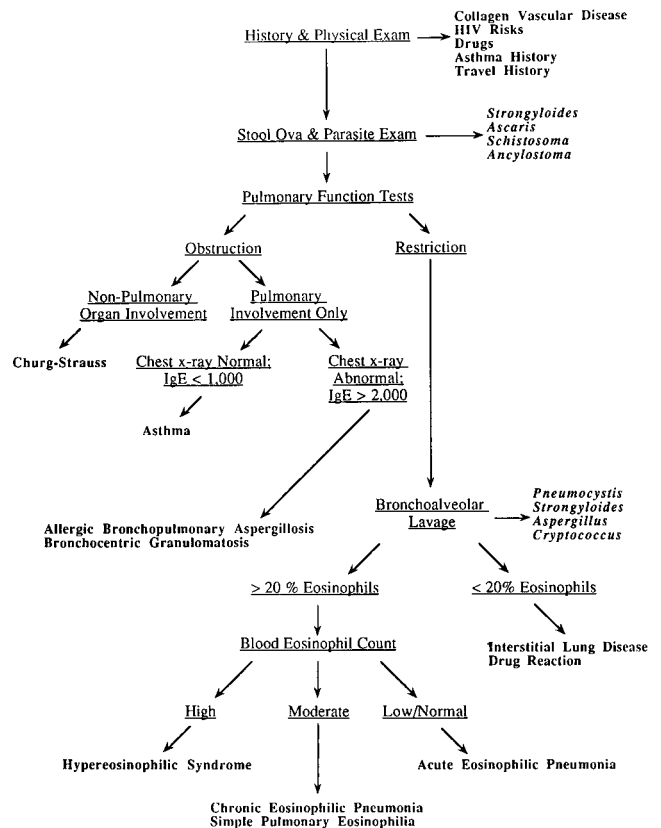 History & Physical Exam
Collagen Vascular Disease
HIV Risks
Drugs
Asthma History
Travel History
Stool Ova & Parasite Exam
Strongyloides
Ascaris
Schistosoma
Ancylostoma
Pulmonary Function Tests
Obstruction
Restriction
Non-Pulmonary
Organ Involvement
Pulmonary
Involvement Only
Churg-Strauss
Chest x-ray Normal;
IgE < 1,000
Chest x-ray
Abnormal;
IgE > 2,000
Asthma
Allergic Bronchopulmonary Aspergillosis
Bronchocentric Granulomatosis
Bronchoalveolar
Lavage
Pneumocystis
Strongyloides
Aspergillus
Cryptococcus
> 20 % Eosinophils
< 20% Eosinophils
Blood Eosinophil Count
Interstitial Lung Disease
Drug Reaction
High
Moderate
Low/Normal
Hypereosinophilic Syndrome
Acute Eosinophilic Pneumonia
Chronic Eosinophilic Pneumonia
Simple Pulmonary Eosinophilia